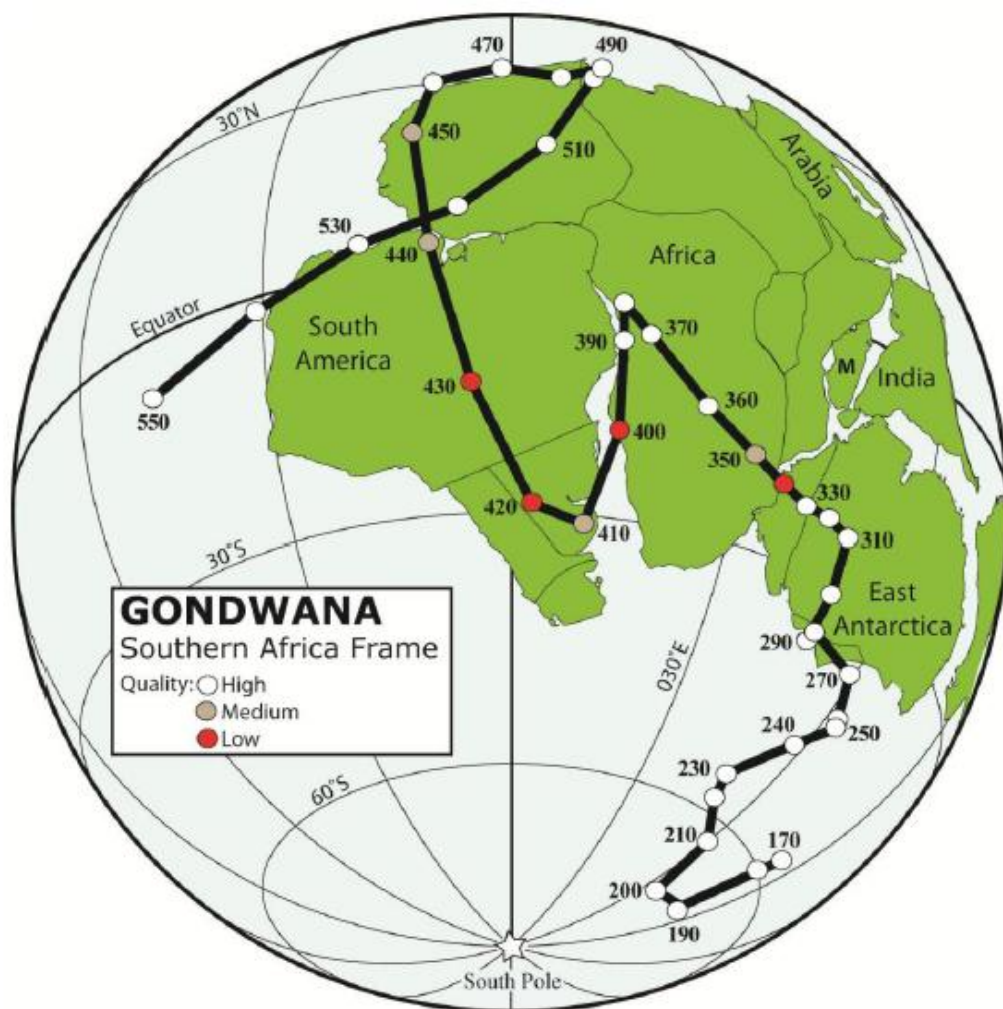 470
490
30°N
450
510
Arabia
530
440
Africa
Equator
South
America
390
370
M
India
550
430
360
400
350
420
330
410
310
30°S
East
Antarctica
GONDWANA
Southern Africa Frame
Quality: High
Medium
Low
290
030°E
270
240
250
230
60°S
210
170
200
190
South Pole